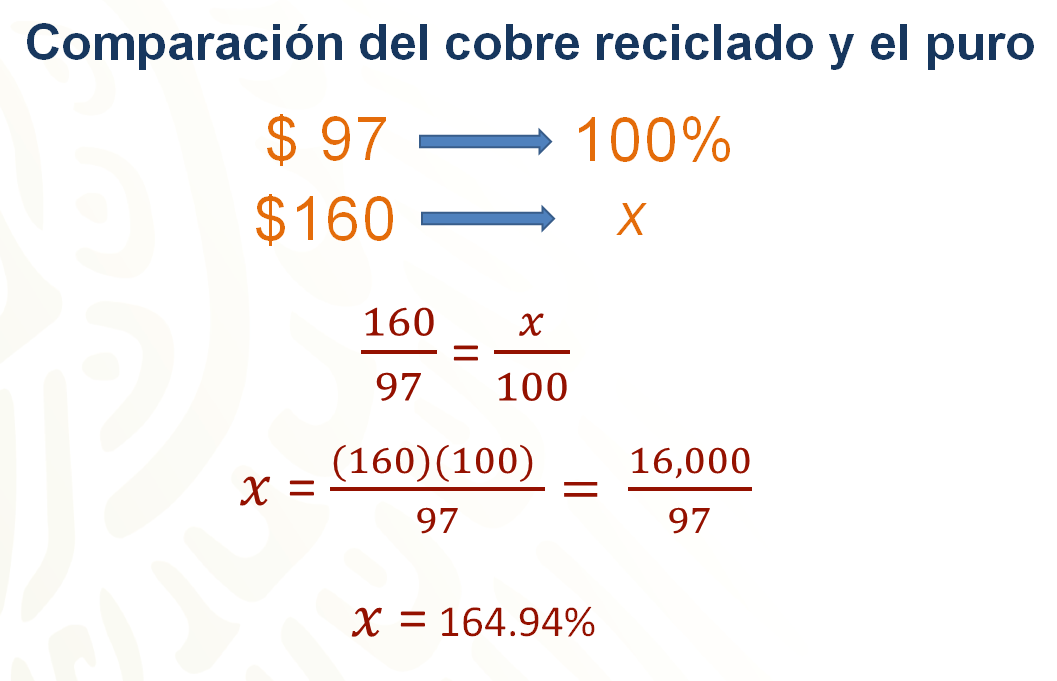 Comparación del cobre reciclado y el puro
$ 97 → 100%
$160 → x
160/97 = x/100
x = (160)(100)/97 = 16,000/97
x = 164.94%